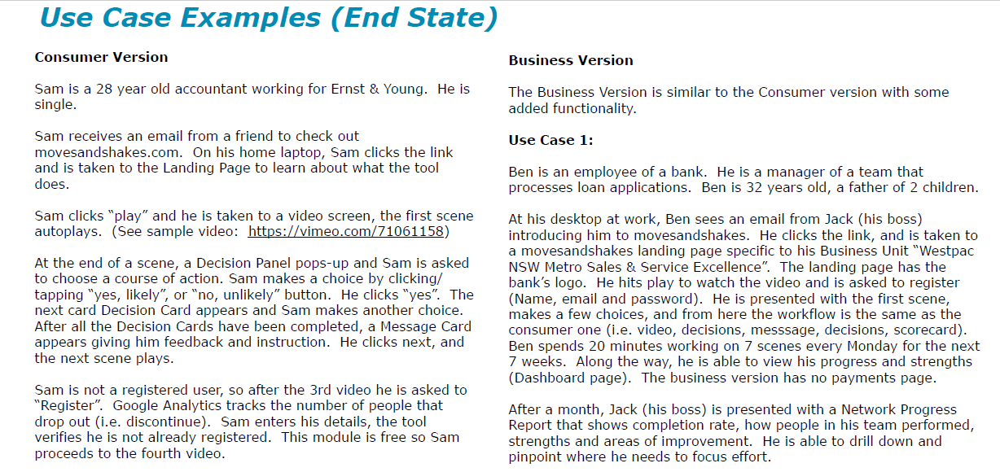 Use Case Examples (End State)
Consumer Version
Sam is a 28 year old accountant working for Ernst & Young.  He is
single.
Sam receives an email from a friend to check out
movesandshakes.com.  On his home laptop, Sam clicks the link
and is taken to the Landing Page to learn about what the tool
does.
Sam clicks “play” and he is taken to a video screen, the first scene
autoplays.  (See sample video:  https://vimeo.com/71061158)
At the end of a scene, a Decision Panel pops-up and Sam is asked
to choose a course of action. Sam makes a choice by clicking/
tapping “yes, likely”, or “no, unlikely” button.  He clicks “yes”.  The
next card Decision Card appears and Sam makes another choice.
After all the Decision Cards have been completed, a Message Card
appears giving him feedback and instruction.  He clicks next, and
the next scene plays.
Sam is not a registered user, so after the 3rd video he is asked to
“Register”.  Google Analytics tracks the number of people that
drop out (i.e. discontinue).  Sam enters his details, the tool
verifies he is not already registered.  This module is free so Sam
proceeds to the fourth video.
Business Version
The Business Version is similar to the Consumer version with some
added functionality.
Use Case 1:
Ben is an employee of a bank.  He is a manager of a team that
processes loan applications.  Ben is 32 years old, a father of 2 children.
At his desktop at work, Ben sees an email from Jack (his boss)
introducing him to movesandshakes.  He clicks the link, and is taken to
a movesandshakes landing page specific to his Business Unit “Westpac
NSW Metro Sales & Service Excellence”.  The landing page has the
bank’s logo.  He hits play to watch the video and is asked to register
(Name, email and password).  He is presented with the first scene,
makes a few choices, and from here the workflow is the same as the
consumer one (i.e. video, decisions, messsage, decisions, scorecard).
Ben spends 20 minutes working on 7 scenes every Monday for the next
7 weeks.  Along the way, he is able to view his progress and strengths
(Dashboard page).  The business version has no payments page.
After a month, Jack (his boss) is presented with a Network Progress
Report that shows completion rate, how people in his team performed,
strengths and areas of improvement.  He is able to drill down and
pinpoint where he needs to focus effort.